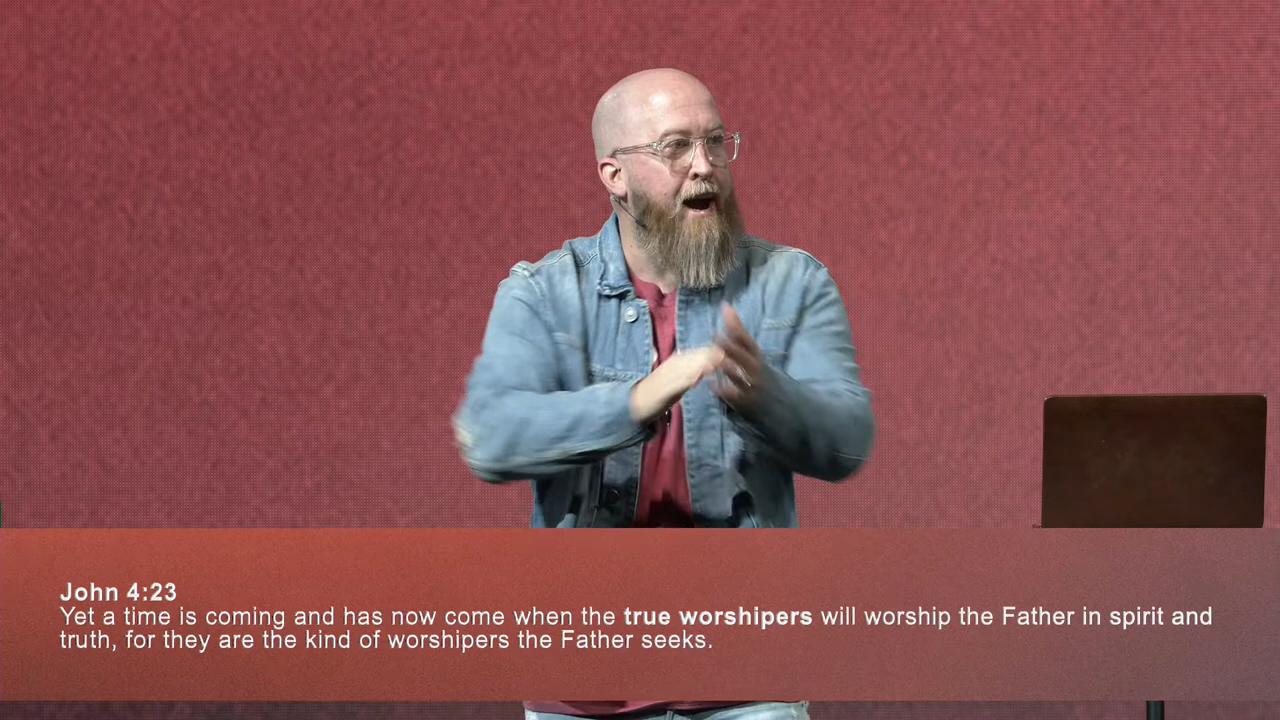 John 4:23
Yet a time is coming and has now come when the true worshipers will worship the Father in spirit and
truth, for they are the kind of worshipers the Father seeks.